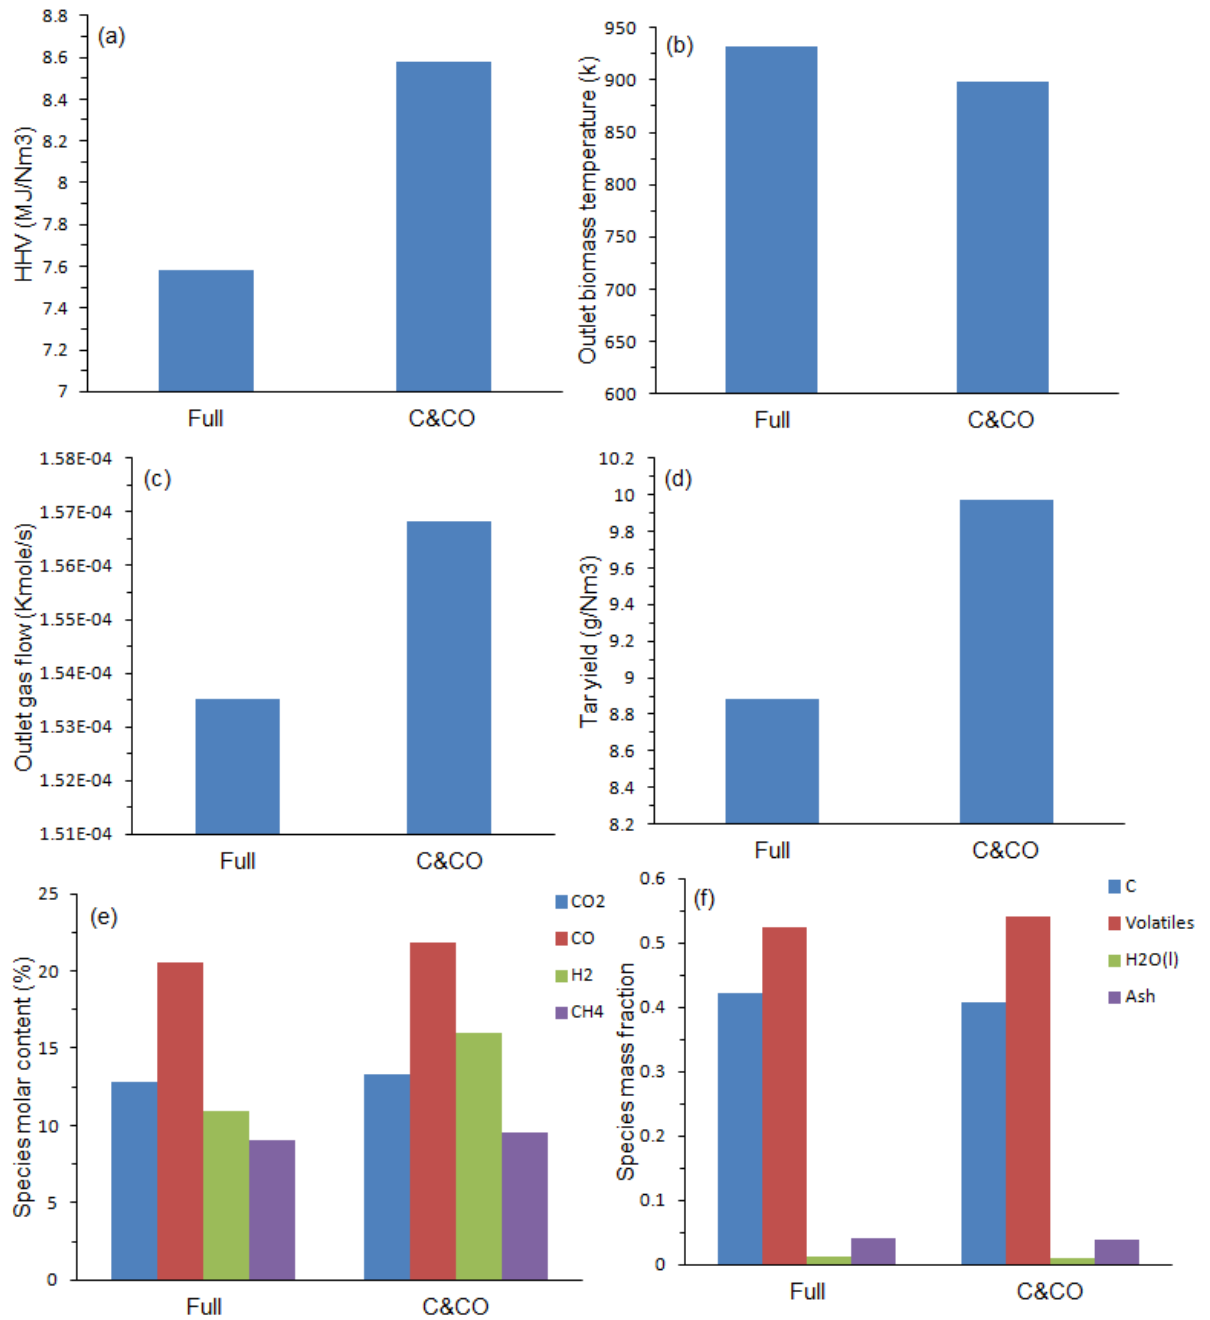 (a)
HHV (MJ/Nm3)
8.8
8.6
8.4
8.2
8
7.8
7.6
7.4
7.2
7
Full C&CO
(b)
Outlet biomass temperature (k)
950
900
850
800
750
700
650
600
Full C&CO
(c)
Outlet gas flow (Kmole/s)
1.58E-04
1.57E-04
1.56E-04
1.55E-04
1.54E-04
1.53E-04
1.52E-04
1.51E-04
Full C&CO
(d)
Tar yield (g/Nm3)
10.2
10
9.8
9.6
9.4
9.2
9
8.8
8.6
8.4
8.2
Full C&CO
(e)
Species molar content (%)
25
20
15
10
5
0
Full C&CO
CO2
CO
H2
CH4
(f)
Species mass fraction
0.6
0.5
0.4
0.3
0.2
0.1
0
Full C&CO
C
Volatiles
H2O(l)
Ash